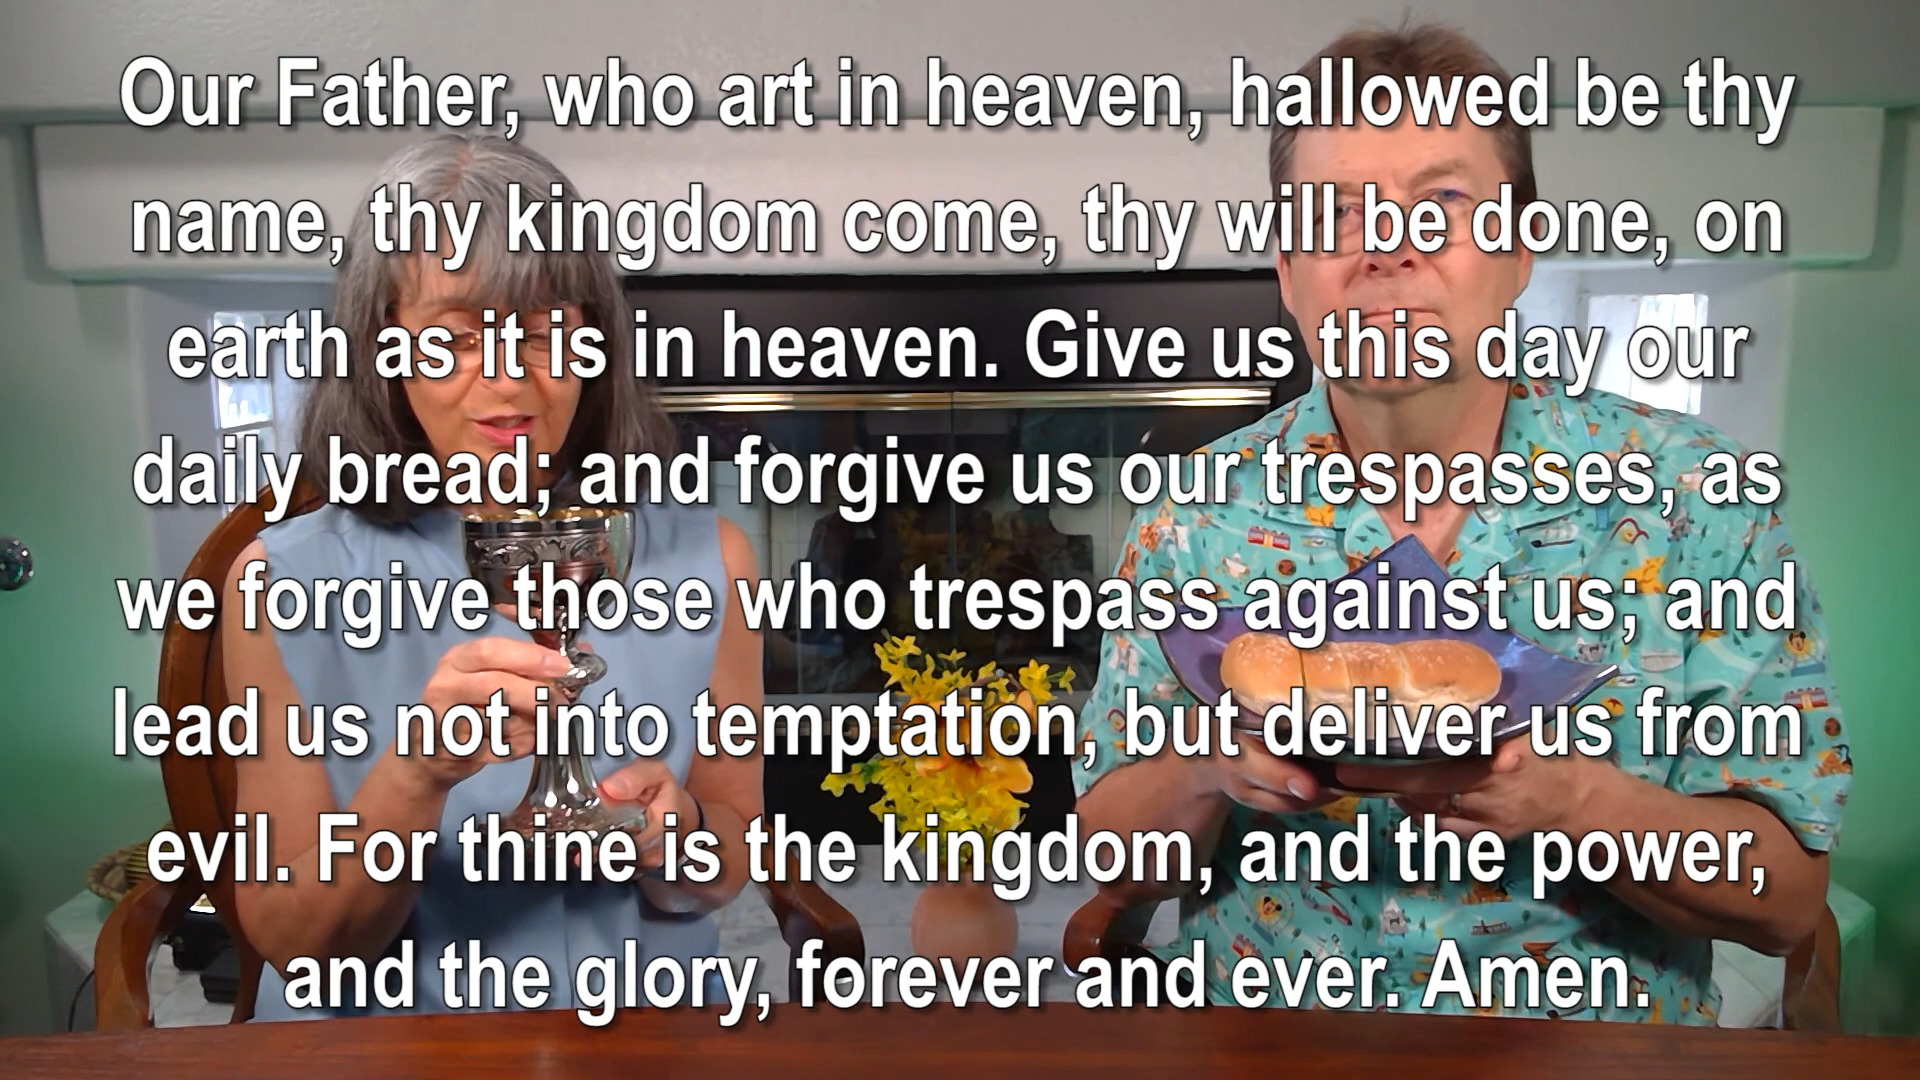 Our Father, who art in heaven, hallowed be thy
name, thy kingdom come, thy will be done, on
earth as it is in heaven. Give us this day our
daily bread; and forgive us our trespasses, as
we forgive those who trespass against us; and
lead us not into temptation, but deliver us from
evil. For thine is the kingdom, and the power,
and the glory, forever and ever. Amen.